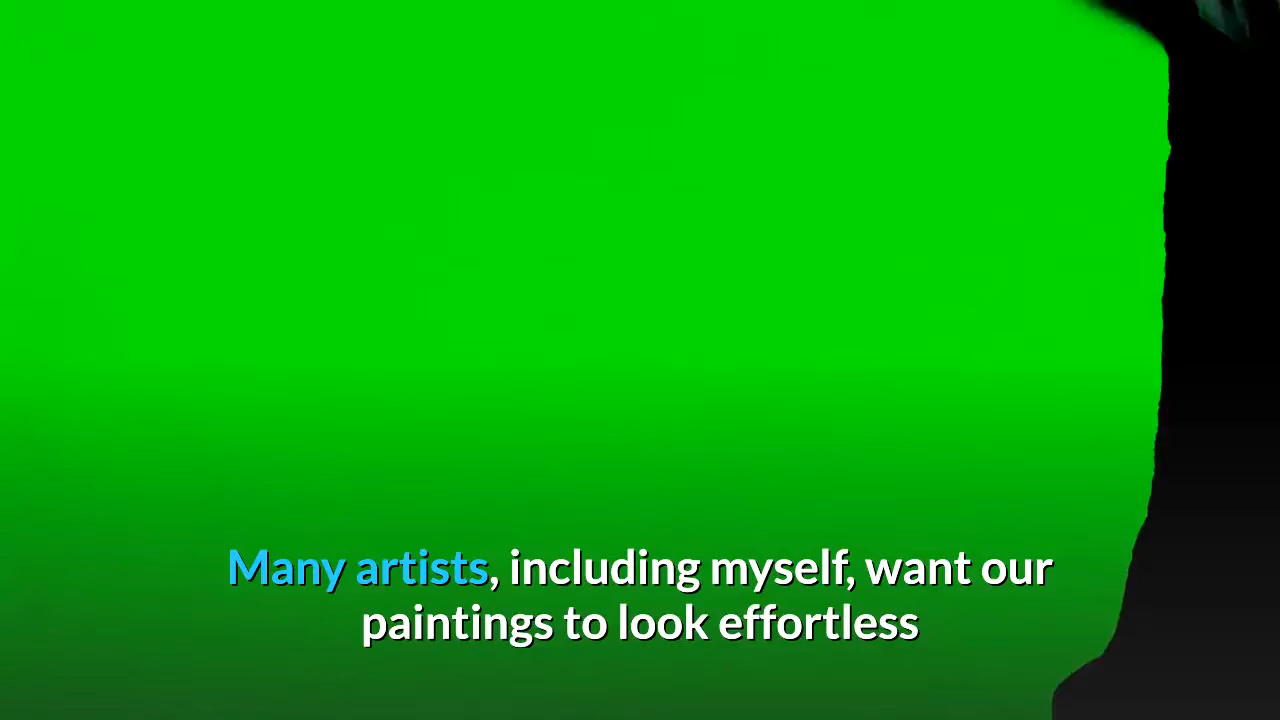 Many artists, including myself, want our
paintings to look effortless